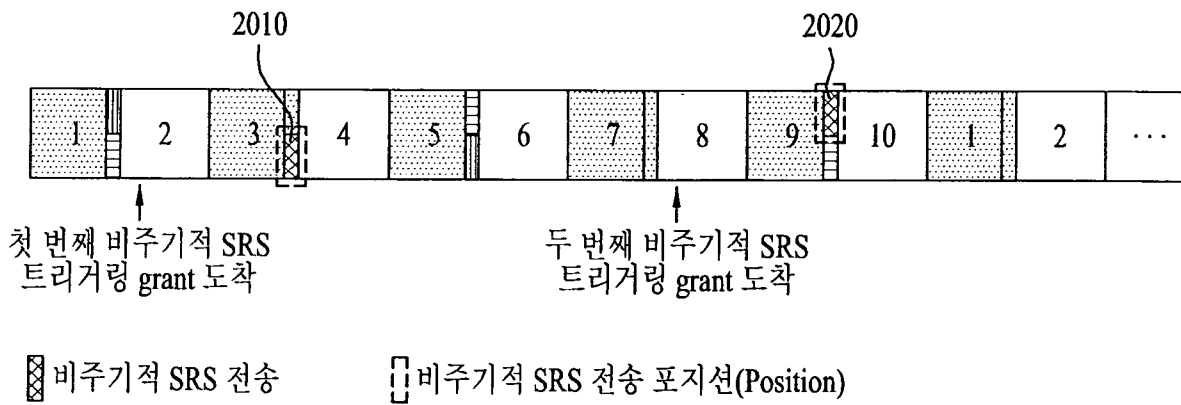 2010 2020
1 2 3 4 5 6 7 8 9 10 1 2 ...
첫 번째 비주기적 SRS
트리거링 grant 도착
두 번째 비주기적 SRS
트리거링 grant 도착
비주기적 SRS 전송
비주기적 SRS 전송 포지션(Position)